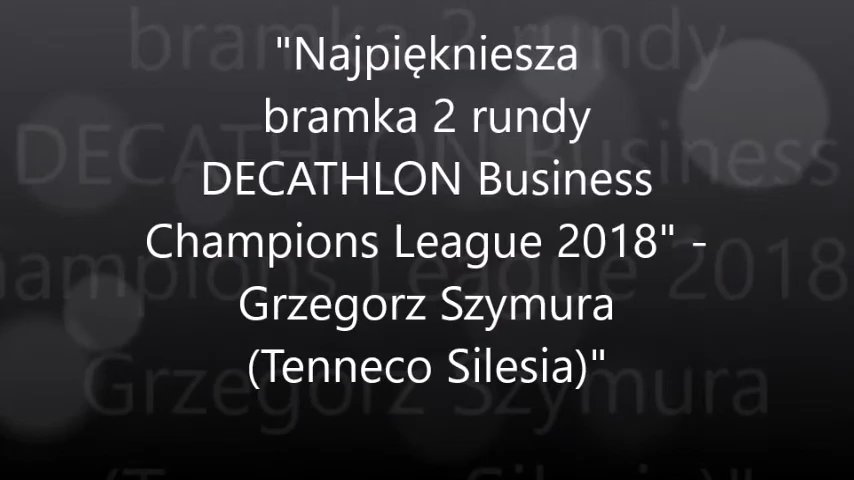 "Najpiękniesza
bramka 2 rundy
DECATHLON Business
Champions League 2018" -
Grzegorz Szymura
(Tenneco Silesia)"